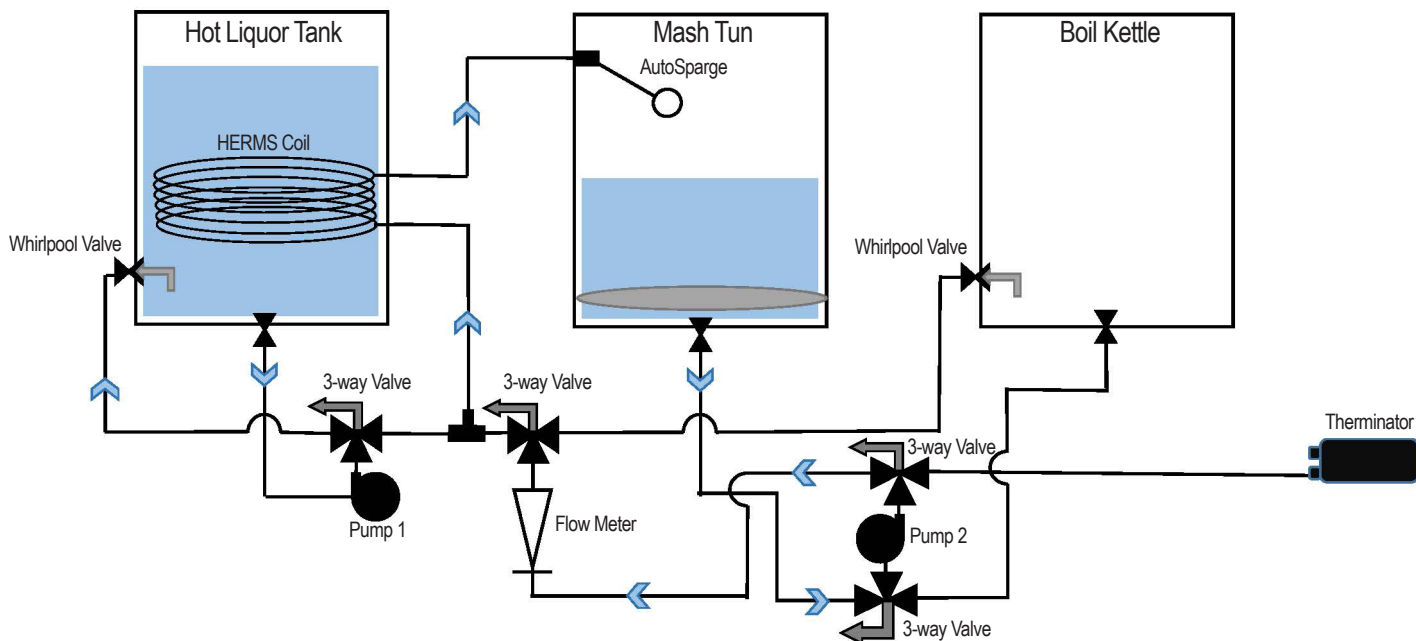 Hot Liquor Tank
Mash Tun
Boil Kettle
AutoSparge
HERMS Coil
Whirlpool Valve
Whirlpool Valve
3-way Valve
3-way Valve
Therminator
3-way Valve
Pump 1
Flow Meter
Pump 2
3-way Valve